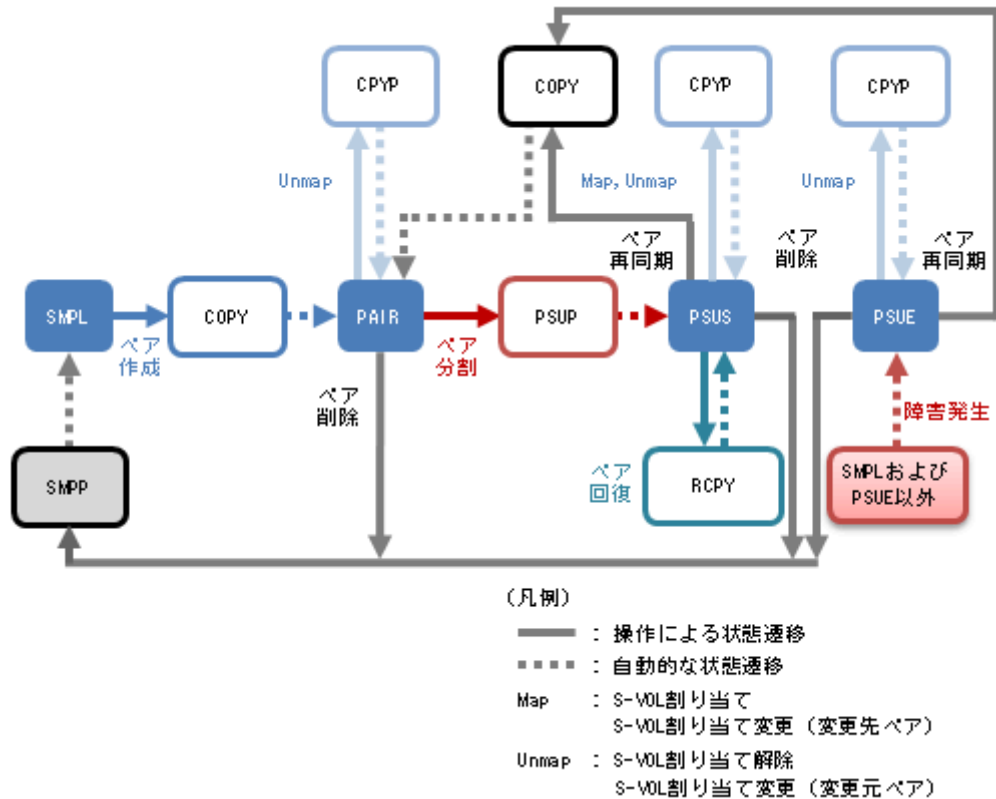 CPYP
COPY
CPYP
CPYP
Unmap
Map, Unmap
Unmap
ペア
再同期
ペア
削除
ペア
再同期
SMPL
COPY
PAIR
PSUP
PSUS
PSUE
ペア
作成
ペア
分割
ペア
削除
障害発生
SMPP
ペア
回復
RCPY
SMPLおよび
PSUE以外
(凡例)
: 操作による状態遷移
: 自動的な状態遷移
Map : S-VOL割り当て
S-VOL割り当て変更（変更先ペア）
Unmap : S-VOL割り当て解除
S-VOL割り当て変更（変更元ペア）